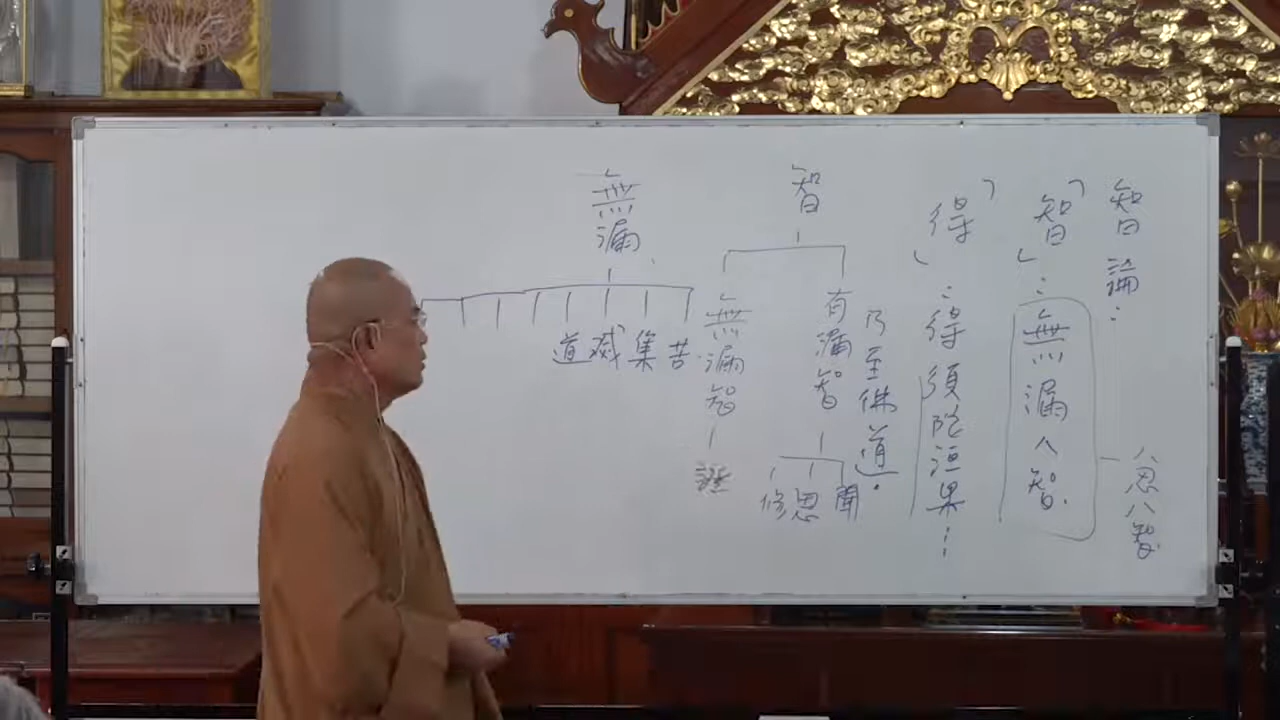 智論：
「智」：無漏八智．
八忍八智．
「得」：得須陀洹果…
乃至佛道．
智
有漏智
聞思修
無漏智
證
無漏
苦集滅道